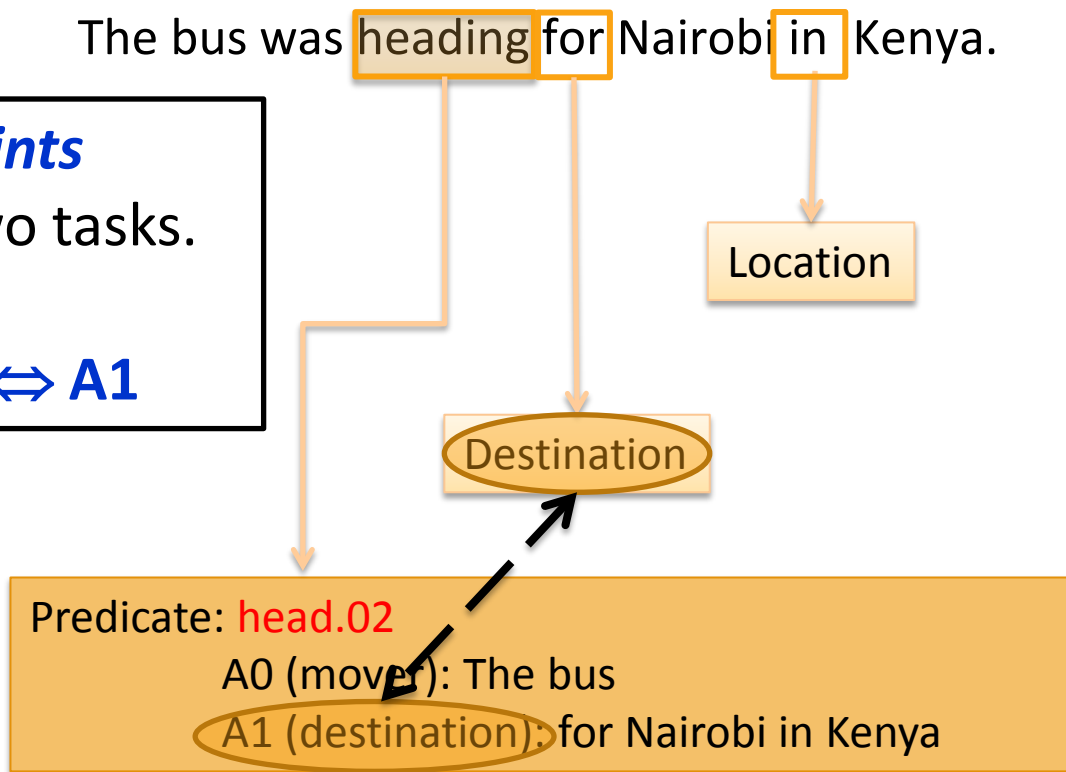 The bus was heading for Nairobi in Kenya.
tasks.
⇔ A1
Location
Destination
Predicate: head.02
A0 (mover): The bus
A1 (destination): for Nairobi in Kenya